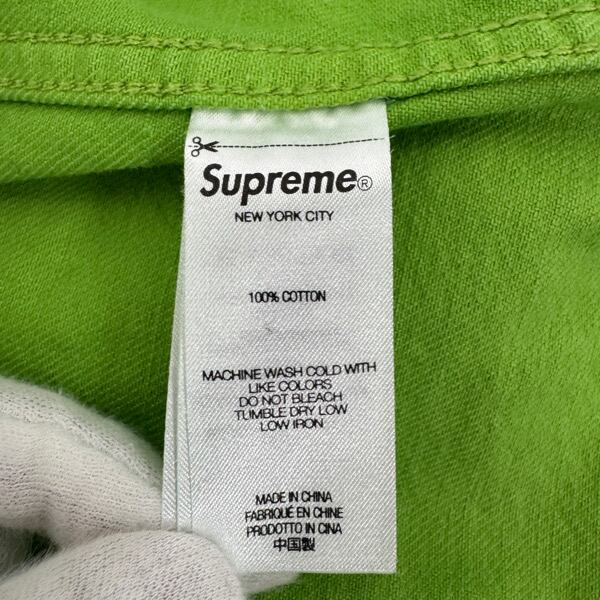 Supreme®
NEW YORK CITY
100% COTTON
MACHINE WASH COLD WITH
LIKE COLORS
DO NOT BLEACH
TUMBLE DRY LOW
LOW IRON
MADE IN CHINA
FABRIQUÉ EN CHINE
PRODOTTO IN CINA
中国製